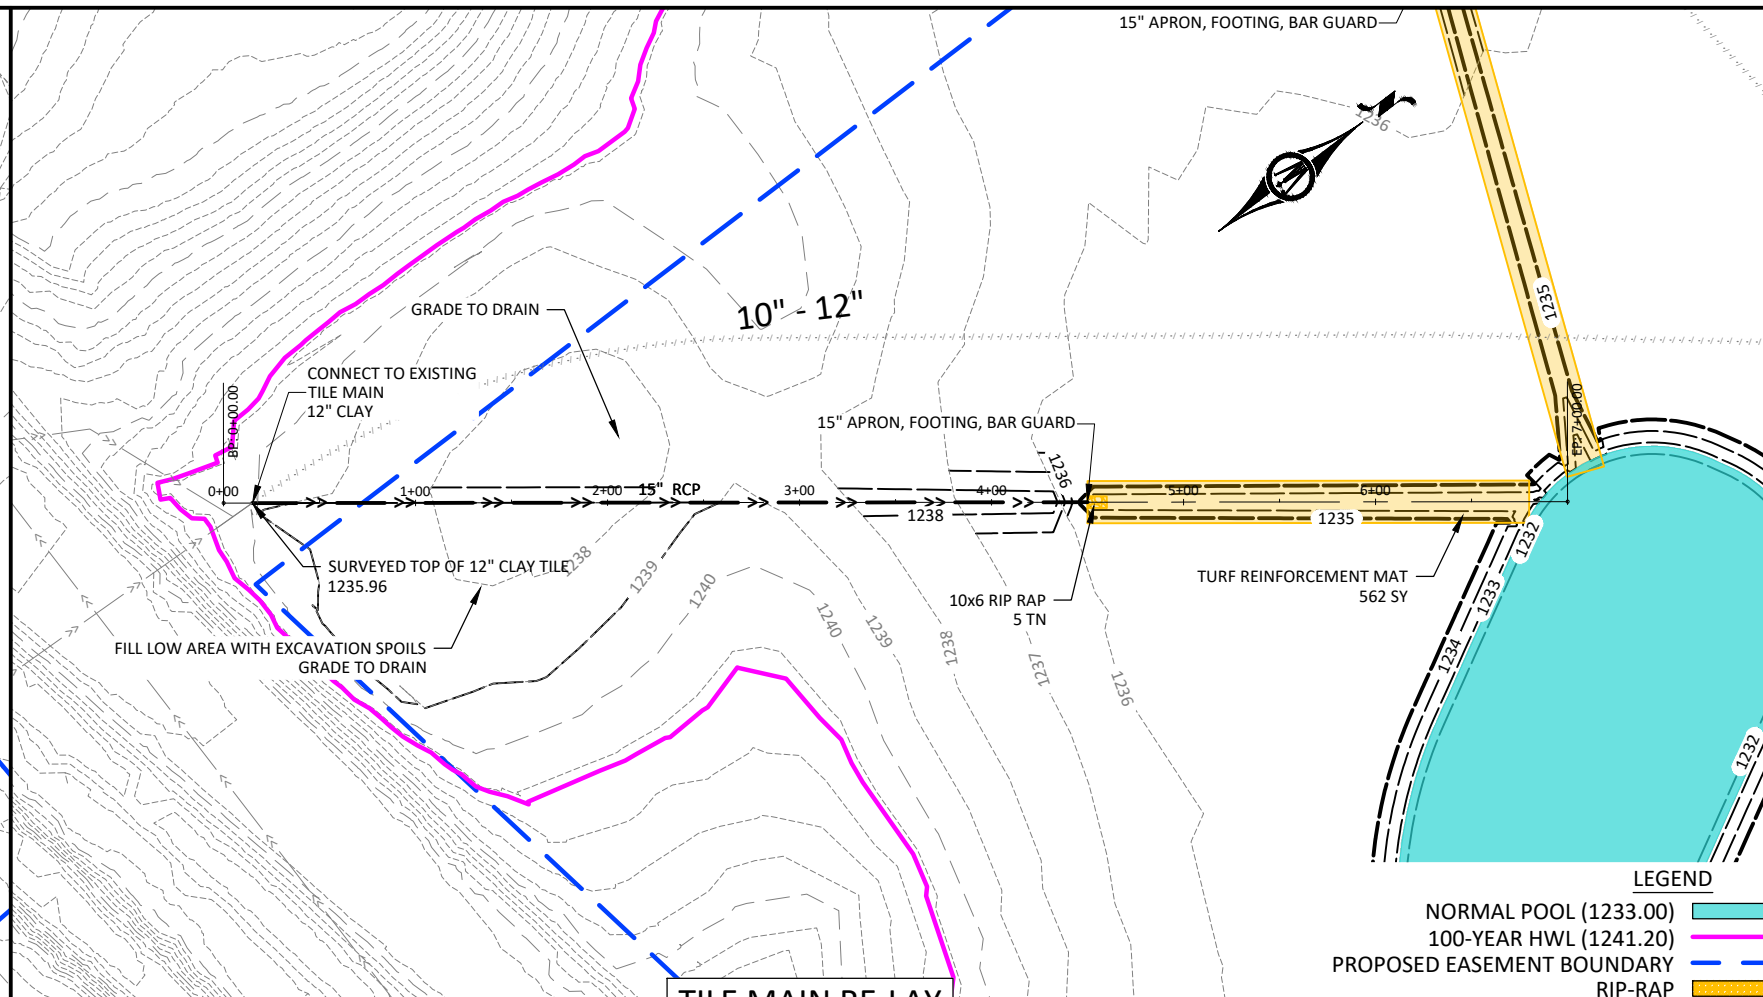 15" APRON, FOOTING, BAR GUARD
1236
10" - 12"
GRADE TO DRAIN
1235
CONNECT TO EXISTING
TILE MAIN
12" CLAY
BP: 0+00.00
EP: 7+00.00
15" APRON, FOOTING, BAR GUARD
1236
0+00
1+00
2+00
15" RCP
3+00
4+00
5+00
6+00
1238
1235
1232
SURVEYED TOP OF 12" CLAY TILE
1235.96
1238
1239
1240
TURF REINFORCEMENT MAT
562 SY
10x6 RIP RAP
5 TN
1233
1240
1239
1238
1237
1236
1234
FILL LOW AREA WITH EXCAVATION SPOILS
GRADE TO DRAIN
1232
LEGEND
NORMAL POOL (1233.00)
100-YEAR HWL (1241.20)
PROPOSED EASEMENT BOUNDARY
RIP-RAP
TILE MAIN RE-LAY